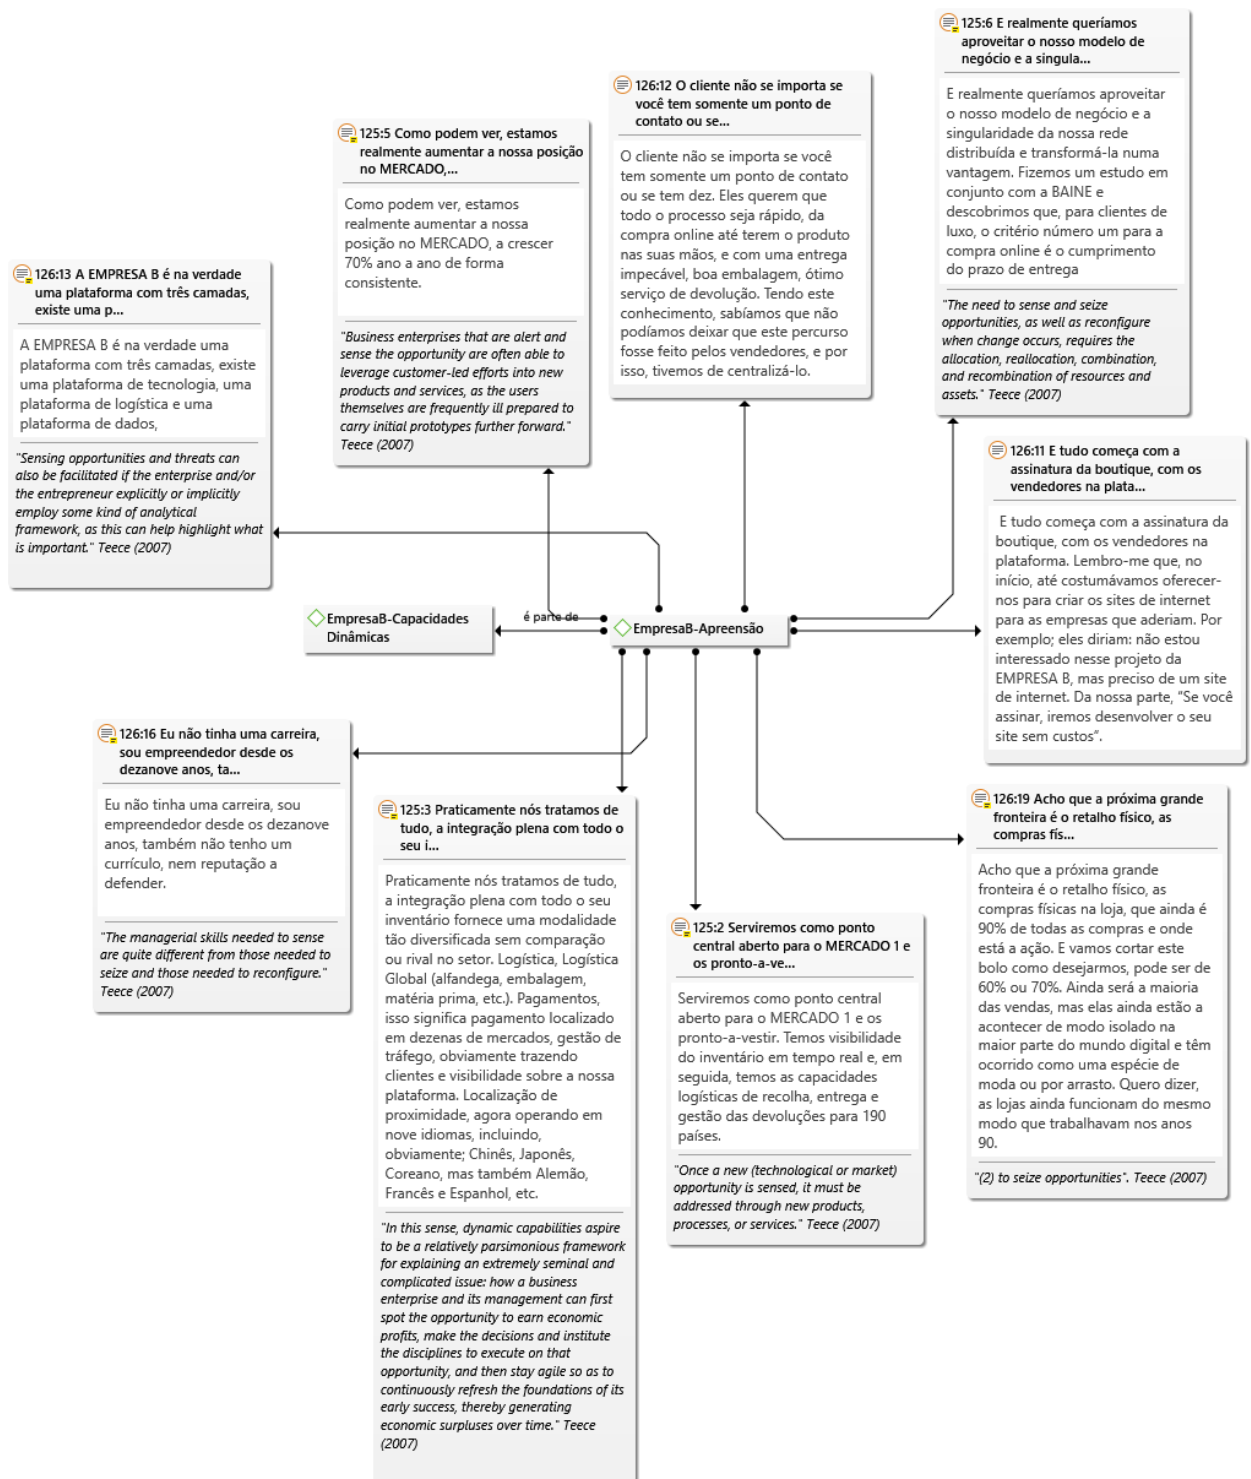 125:6 E realmente queríamos
aproveitar o nosso modelo de
negócio e a singula...
E realmente queríamos aproveitar
o nosso modelo de negócio e a
singularidade da nossa rede
distribuída e transformá-la numa
vantagem. Fizemos um estudo em
conjunto com a BAINE e
descobrimos que, para clientes de
luxo, o critério número um para a
compra online é o cumprimento
do prazo de entrega
"The need to sense and seize
opportunities, as well as reconfigure
when change occurs, requires the
allocation, reallocation, combination,
and recombination of resources and
assets." Teece (2007)
126:12 O cliente não se importa se
você tem somente um ponto de
contato ou se...
O cliente não se importa se você
tem somente um ponto de contato
ou se tem dez. Eles querem que
todo o processo seja rápido, da
compra online até terem o produto
nas suas mãos, e com uma entrega
impecável, boa embalagem, ótimo
serviço de devolução. Tendo este
conhecimento, sabíamos que não
podíamos deixar que este percurso
fosse feito pelos vendedores, e por
isso, tivemos de centralizá-lo.
125:5 Como podem ver, estamos
realmente aumentar a nossa posição
no MERCADO,...
Como podem ver, estamos
realmente aumentar a nossa
posição no MERCADO, a crescer
70% ano a ano de forma
consistente.
"Business enterprises that are alert and
sense the opportunity are often able to
leverage customer-led efforts into new
products and services, as the users
themselves are frequently ill prepared to
carry initial prototypes further forward."
Teece (2007)
126:13 A EMPRESA B é na verdade
uma plataforma com três camadas,
existe uma p...
A EMPRESA B é na verdade uma
plataforma com três camadas, existe
uma plataforma de tecnologia, uma
plataforma de logística e uma
plataforma de dados,
"Sensing opportunities and threats can
also be facilitated if the enterprise and/or
the entrepreneur explicitly or implicitly
employ some kind of analytical
framework, as this can help highlight what
is important." Teece (2007)
126:11 E tudo começa com a
assinatura da boutique, com os
vendedores na plata...
E tudo começa com a assinatura da
boutique, com os vendedores na
plataforma. Lembro-me que, no
início, até costumávamos oferecer-
nos para criar os sites de internet
para as empresas que aderiam. Por
exemplo; eles diriam: não estou
interessado nesse projeto da
EMPRESA B, mas preciso de um site
de internet. Da nossa parte, "Se você
assinar, iremos desenvolver o seu
site sem custos".
EmpresaB-Capacidades
Dinâmicas
é parte de
EmpresaB-Apreensão
126:16 Eu não tinha uma carreira,
sou empreendedor desde os
dezanove anos, ta...
Eu não tinha uma carreira, sou
empreendedor desde os dezanove
anos, também não tenho um
currículo, nem reputação a
defender.
"The managerial skills needed to sense
are quite different from those needed to
seize and those needed to reconfigure."
Teece (2007)
125:3 Praticamente nós tratamos de
tudo, a integração plena com todo o
seu i...
Praticamente nós tratamos de tudo,
a integração plena com todo o seu
inventário fornece uma modalidade
tão diversificada sem comparação
ou rival no setor. Logística, Logística
Global (alfandega, embalagem,
matéria prima, etc.). Pagamentos,
isso significa pagamento localizado
em dezenas de mercados, gestão de
tráfego, obviamente trazendo
clientes e visibilidade sobre a nossa
plataforma. Localização de
proximidade, agora operando em
nove idiomas, incluindo,
obviamente; Chinês, Japonês,
Coreano, mas também Alemão,
Francês e Espanhol, etc.
"In this sense, dynamic capabilities aspire
to be a relatively parsimonious framework
for explaining an extremely seminal and
complicated issue: how a business
enterprise and its management can first
spot the opportunity to earn economic
profits, make the decisions and institute
the disciplines to execute on that
opportunity, and then stay agile so as to
continuously refresh the foundations of its
early success, thereby generating
economic surpluses over time." Teece
(2007)
125:2 Serviremos como ponto
central aberto para o MERCADO 1 e
os pronto-a-ve...
Serviremos como ponto central
aberto para o MERCADO 1 e os
pronto-a-vestir. Temos visibilidade
do inventário em tempo real e, em
seguida, temos as capacidades
logísticas de recolha, entrega e
gestão das devoluções para 190
países.
"Once a new (technological or market)
opportunity is sensed, it must be
addressed through new products,
processes, or services." Teece (2007)
126:19 Acho que a próxima grande
fronteira é o retalho físico, as
compras fís...
Acho que a próxima grande
fronteira é o retalho físico, as
compras físicas na loja, que ainda é
90% de todas as compras e onde
está a ação. E vamos cortar este
bolo como desejarmos, pode ser de
60% ou 70%. Ainda será a maioria
das vendas, mas elas ainda estão a
acontecer de modo isolado na
maior parte do mundo digital e têm
ocorrido como uma espécie de
moda ou por arrasto. Quero dizer,
as lojas ainda funcionam do mesmo
modo que trabalhavam nos anos
90.
"(2) to seize opportunities". Teece (2007)